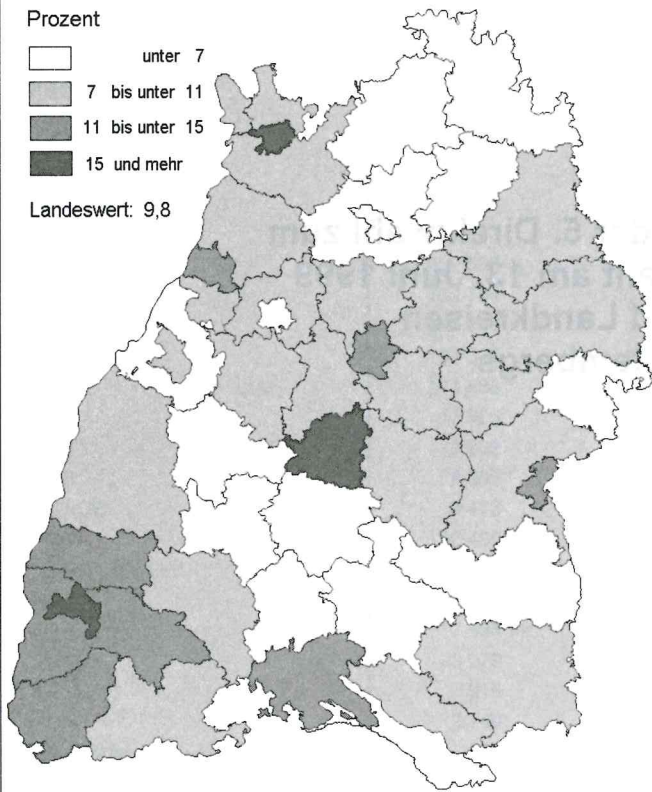 Prozent
unter 7
7 bis unter 11
11 bis unter 15
15 und mehr
Landeswert: 9,8